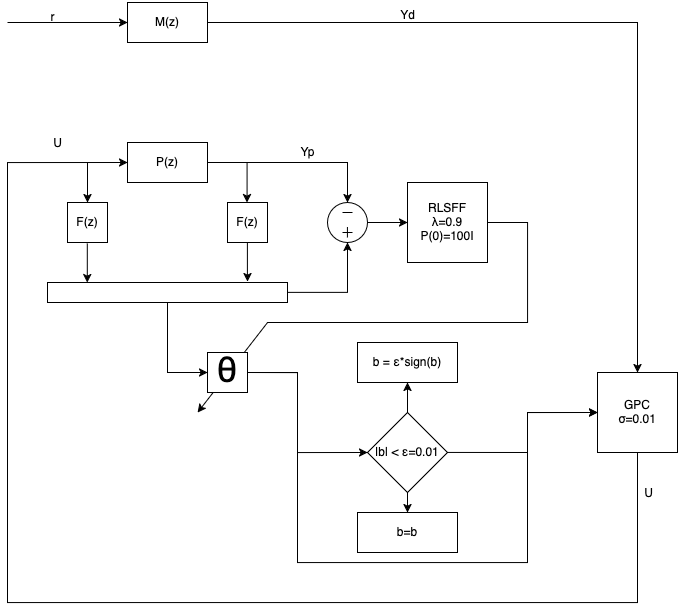 r
M(z)
Yd
U
P(z)
Yp
F(z)
F(z)
−
+
RLSFF
λ=0.9
P(0)=100I
θ
b = ε*sign(b)
|b| < ε=0.01
b=b
GPC
σ=0.01
U